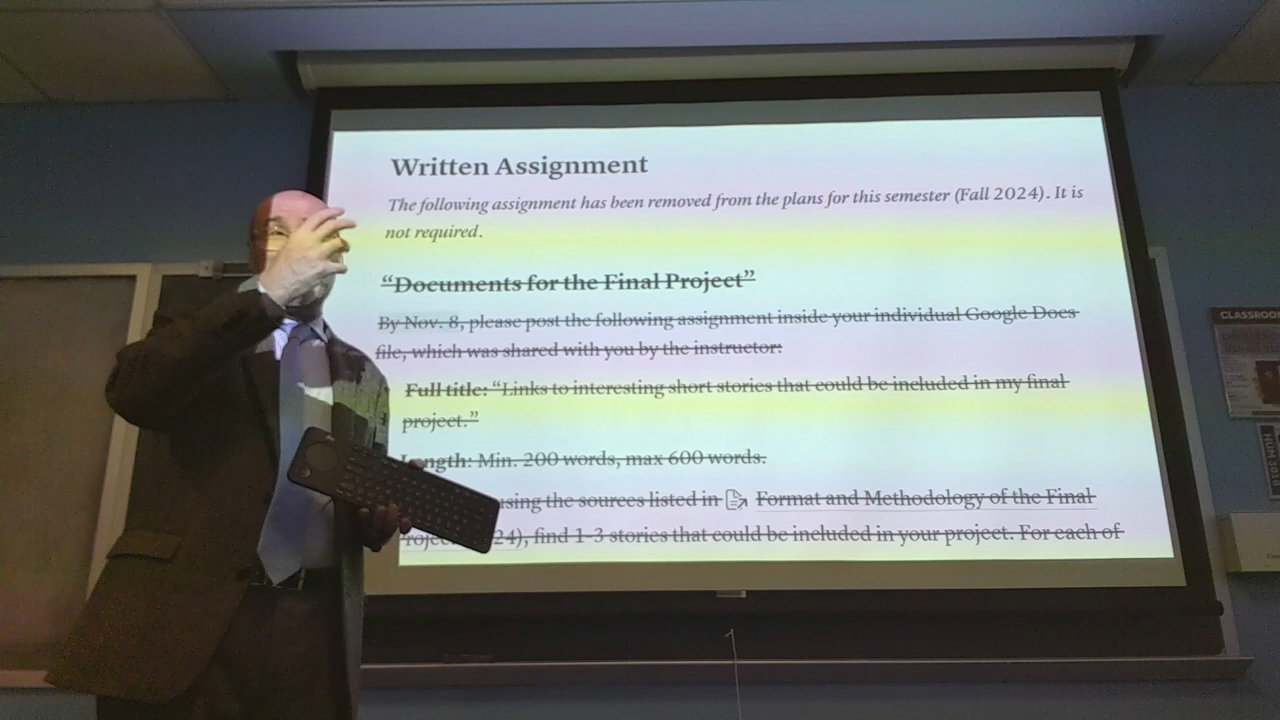 Written Assignment
The following assignment has been removed from the plans for this semester (Fall 2024). It is
not required.
“Documents for the Final Project”
By Nov. 8, please post the following assignment inside your individual Google Docs
file, which was shared with you by the instructor:
Full title: “Links to interesting short stories that could be included in my final
project.”
Length: Min. 200 words, max 600 words.
using the sources listed in Format and Methodology of the Final
24), find 1-3 stories that could be included in your project. For each of
CLASSROOM
HUM 3010